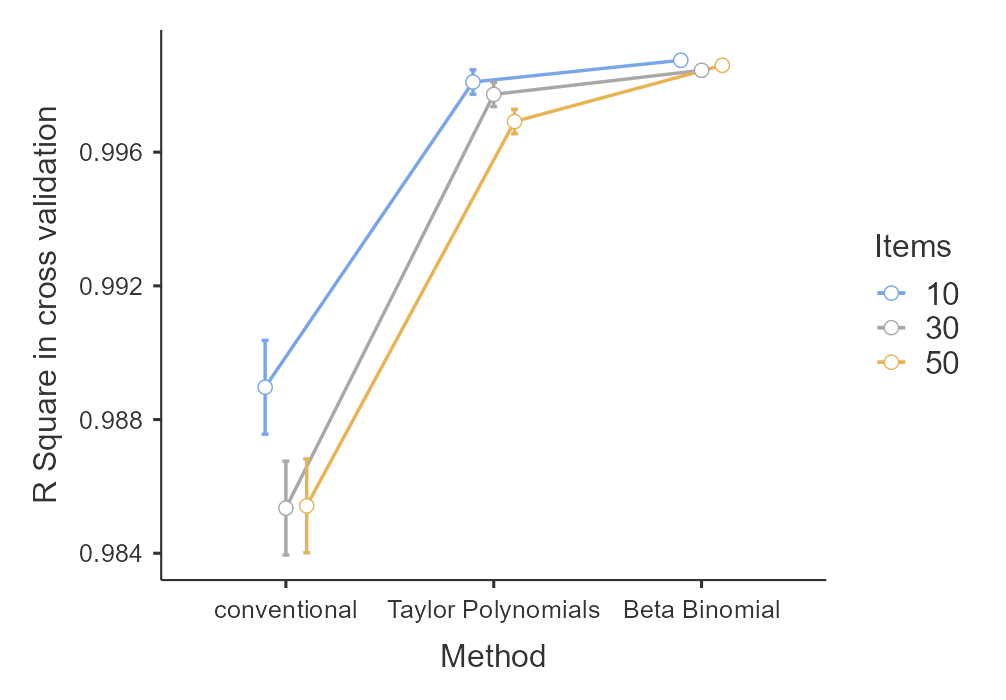 R Square in cross validation
0.996
0.992
0.988
0.984
conventional
Taylor Polynomials
Beta Binomial
Method
Items
10
30
50